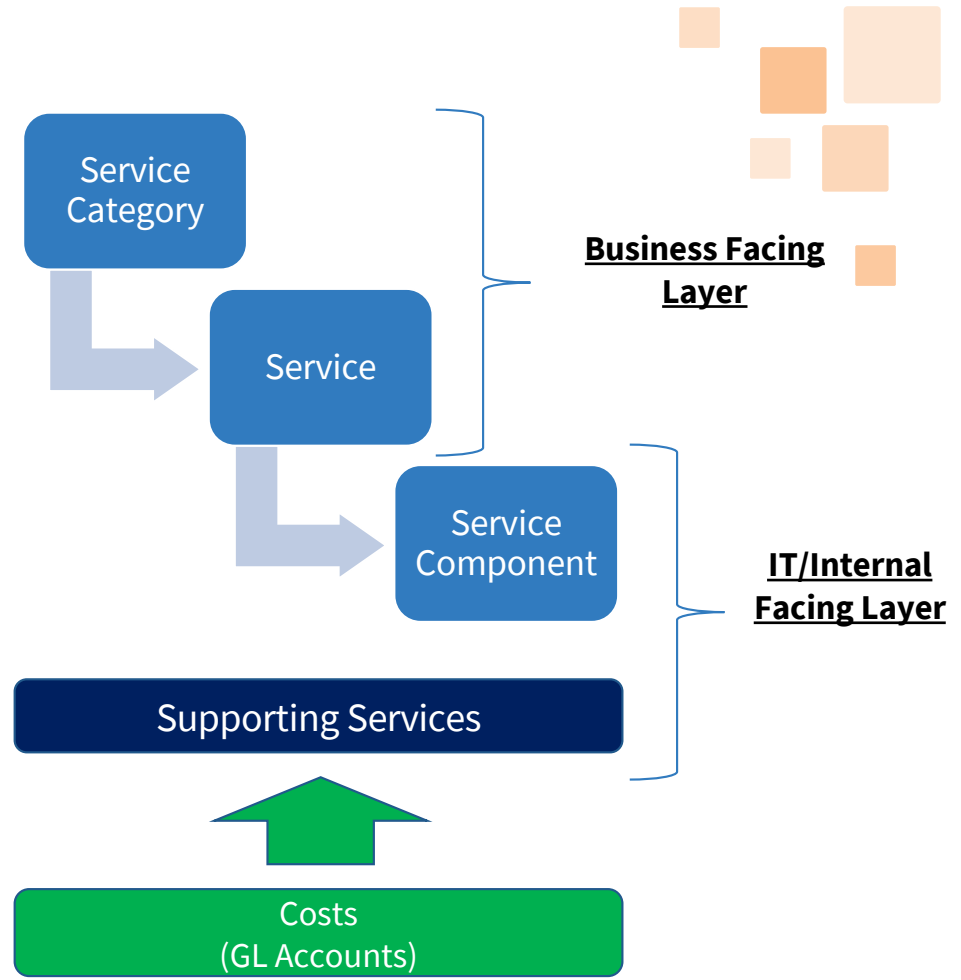 Service
Category
Business Facing
Layer
Service
Service
Component
IT/Internal
Facing Layer
Supporting Services
Costs
(GL Accounts)